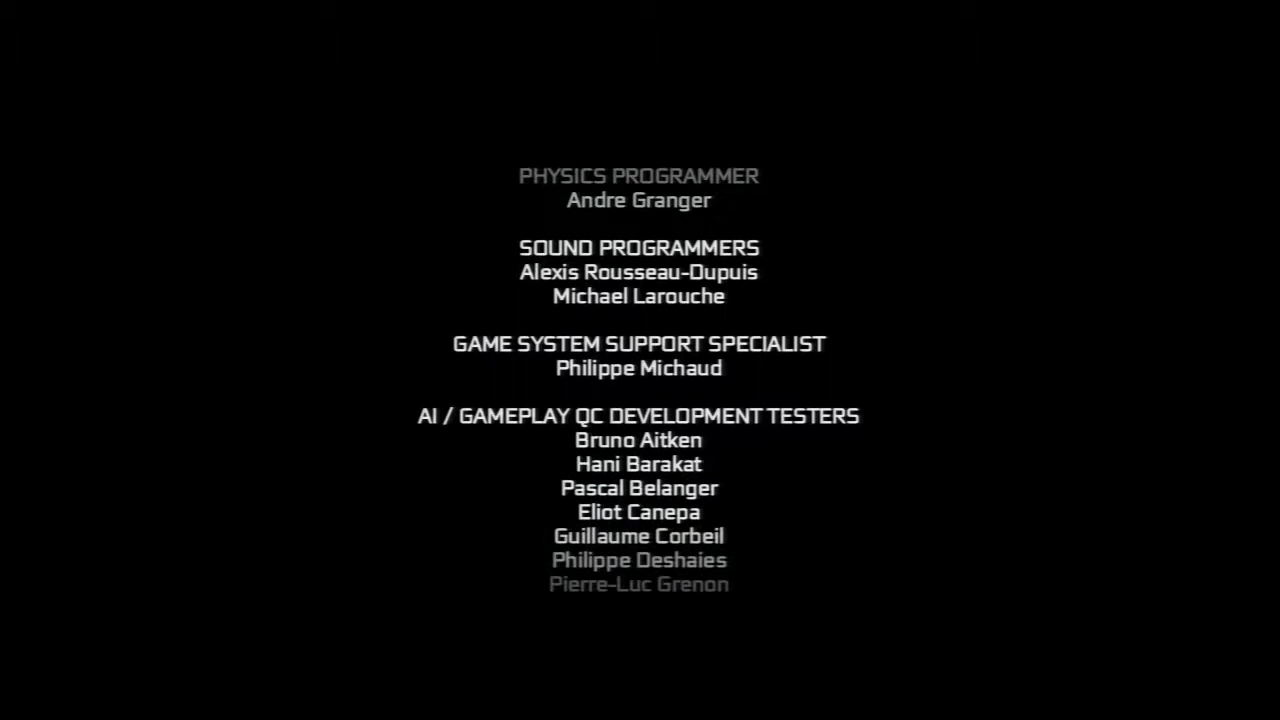 PHYSICS PROGRAMMER
Andre Granger
SOUND PROGRAMMERS
Alexis Rousseau-Dupuis
Michael Larouche
GAME SYSTEM SUPPORT SPECIALIST
Philippe Michaud
AI / GAMEPLAY QC DEVELOPMENT TESTERS
Bruno Aitken
Hani Barakat
Pascal Belanger
Eliot Canepa
Guillaume Corbeil
Philippe Deshaies
Pierre-Luc Grenon